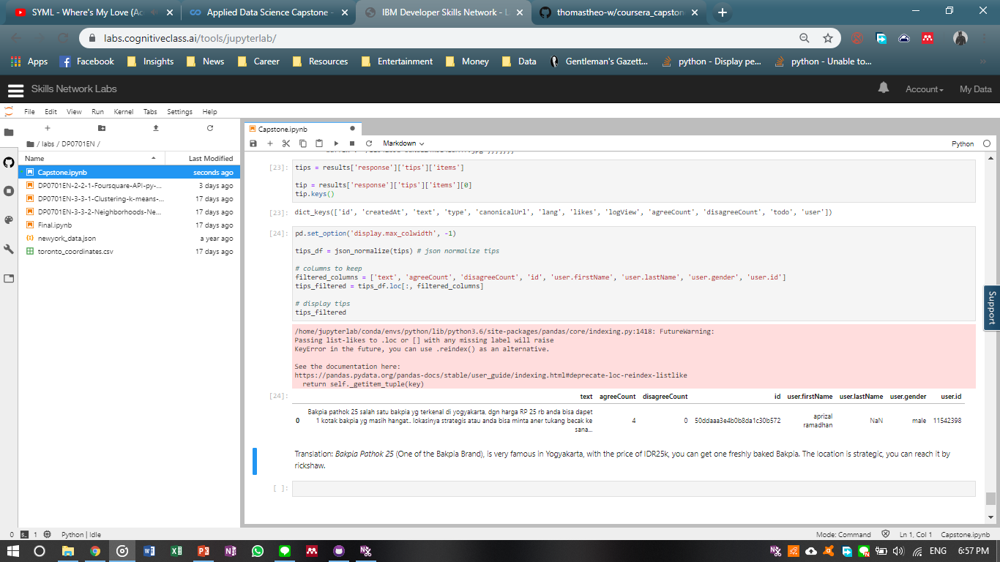 SYML - Where's My Love (Ac
Applied Data Science Capstone -
IBM Developer Skills Network - L
thomastheo-w/coursera_capston
labs.cognitiveclass.ai/tools/jupyterlab/
Apps
Facebook
Insights
News
Career
Resources
Entertainment
Money
Data
Gentleman's Gazett...
python - Display pe...
python - Unable to...
Skills Network Labs
Account
My Data
File Edit View Run Kernel Tabs Settings Help
/ labs / DP0701EN /
Name Last Modified
Capstone.ipynb seconds ago
DP0701EN-2-2-1-Foursquare-API-py-... 3 days ago
DP0701EN-3-3-1-Clustering-k-means-... 17 days ago
DP0701EN-3-3-2-Neighborhoods-Ne... 17 days ago
Final.ipynb 17 days ago
newyork_data.json a year ago
toronto_coordinates.csv 17 days ago
Capstone.ipynb
Markdown
Python
[23]: tips = results['response']['tips']['items']
tip = results['response']['tips']['items'][0]
tip.keys()
[23]: dict_keys(['id', 'createdAt', 'text', 'type', 'canonicalUrl', 'lang', 'likes', 'logView', 'agreeCount', 'disagreeCount', 'todo', 'user'])
[24]: pd.set_option('display.max_colwidth', -1)
tips_df = json_normalize(tips) # json normalize tips
# columns to keep
filtered_columns = ['text', 'agreeCount', 'disagreeCount', 'id', 'user.firstName', 'user.lastName', 'user.gender', 'user.id']
tips_filtered = tips_df.loc[:, filtered_columns]
# display tips
tips_filtered
/home/jupyterlab/conda/envs/python/lib/python3.6/site-packages/pandas/core/indexing.py:1418: FutureWarning:
Passing list-likes to .loc or [] with any missing label will raise
KeyError in the future, you can use .reindex() as an alternative.
See the documentation here:
https://pandas.pydata.org/pandas-docs/stable/user_guide/indexing.html#deprecate-loc-reindex-listlike
return self._getitem_tuple(key)
[24]:
text agreeCount disagreeCount id user.firstName user.lastName user.gender user.id
Bakpia pathok 25 salah satu bakpia yg terkenal di yogyakarta. dgn harga RP 25 rb anda bisa dapet
0 1 kotak bakpia yg masih hangat.. lokasinya strategis atau anda bisa minta aner tukang becak ke
sana... 4 0 50ddaaa3e4b0b8da1c30b572 aprizal
ramadhan NaN male 11542398
Translation: Bakpia Pathok 25 (One of the Bakpia Brand), is very famous in Yogyakarta, with the price of IDR25k, you can get one freshly baked Bakpia. The location is strategic, you can reach it by
rickshaw.
[ ]:
Support
0 1 Python | Idle
Mode: Command
Ln 1, Col 1 Capstone.ipynb
ENG 6:57 PM